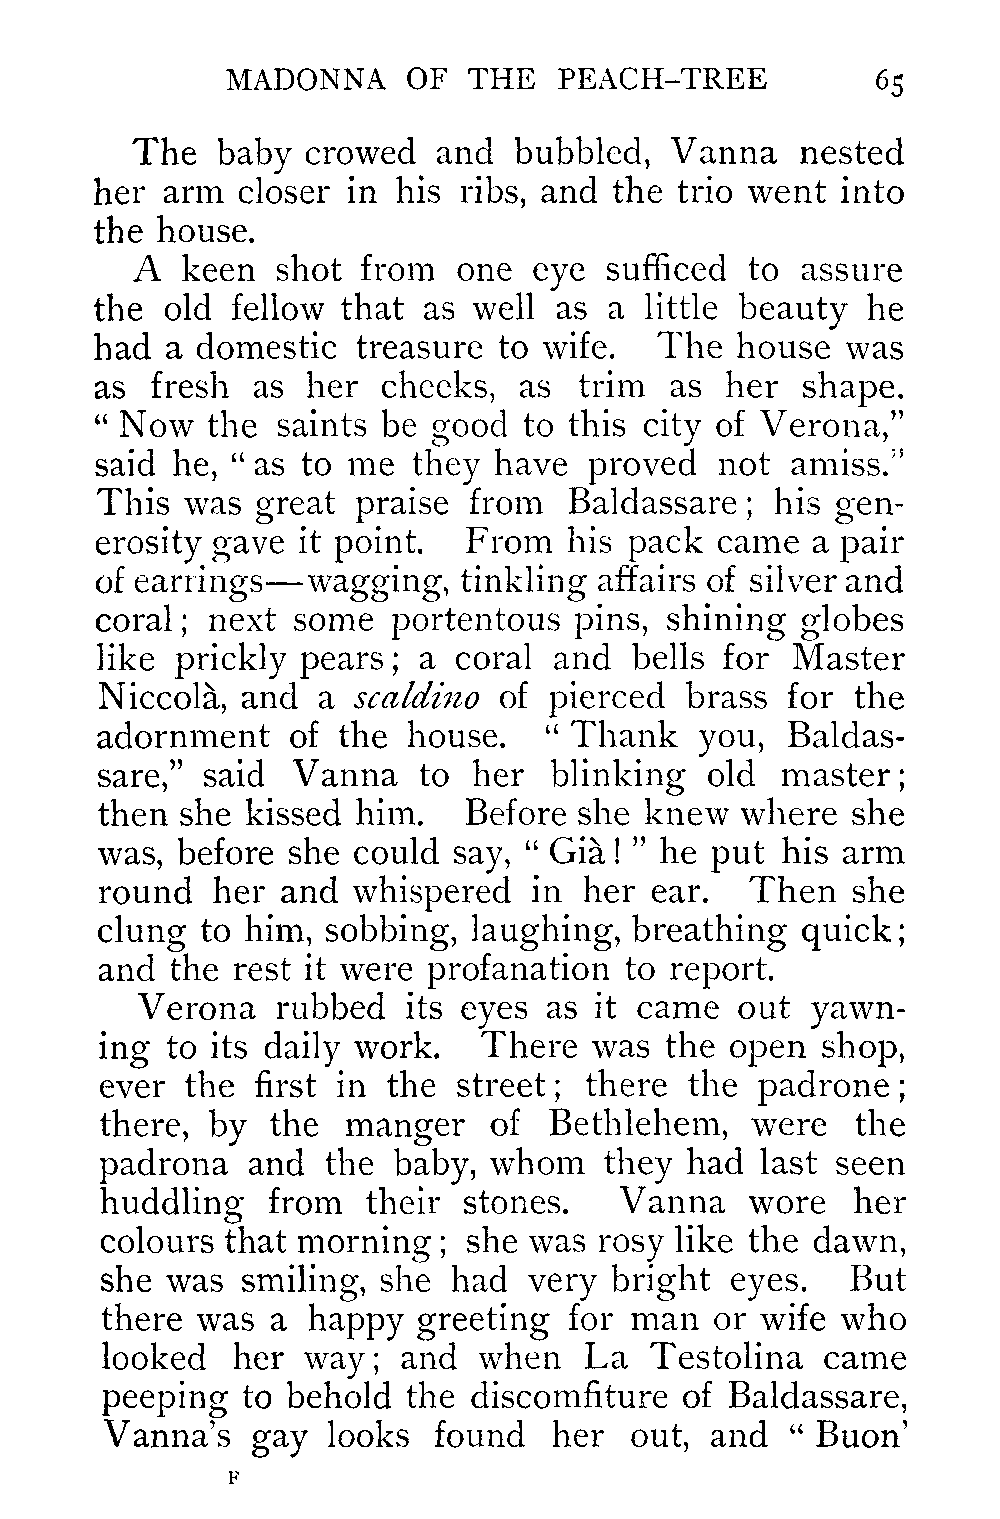 MADONNA OF THE PEACH-TREE 65
The baby crowed and bubbled, Vanna nested
her arm closer in his ribs, and the trio went into
the house.
A keen shot from one eye sufficed to assure
the old fellow that as well as a little beauty he
had a domestic treasure to wife. The house was
as fresh as her cheeks, as trim as her shape.
“ Now the saints be good to this city of Verona,”
said he, “ as to me they have proved not amiss.”
This was great praise from Baldassare ; his gen-
erosity gave it point. From his pack came a pair
of earrings—wagging, tinkling affairs of silver and
coral ; next some portentous pins, shining globes
like prickly pears ; a coral and bells for Master
Niccolà, and a scaldino of pierced brass for the
adornment of the house. “ Thank you, Baldas-
sare,” said Vanna to her blinking old master ;
then she kissed him. Before she knew where she
was, before she could say, “ Già ! ” he put his arm
round her and whispered in her ear. Then she
clung to him, sobbing, laughing, breathing quick ;
and the rest it were profanation to report.
Verona rubbed its eyes as it came out yawn-
ing to its daily work. There was the open shop,
ever the first in the street ; there the padrone ;
there, by the manger of Bethlehem, were the
padrona and the baby, whom they had last seen
huddling from their stones. Vanna wore her
colours that morning ; she was rosy like the dawn,
she was smiling, she had very bright eyes. But
there was a happy greeting for man or wife who
looked her way ; and when La Testolina came
peeping to behold the discomfiture of Baldassare,
Vanna's gay looks found her out, and “ Buon'
F